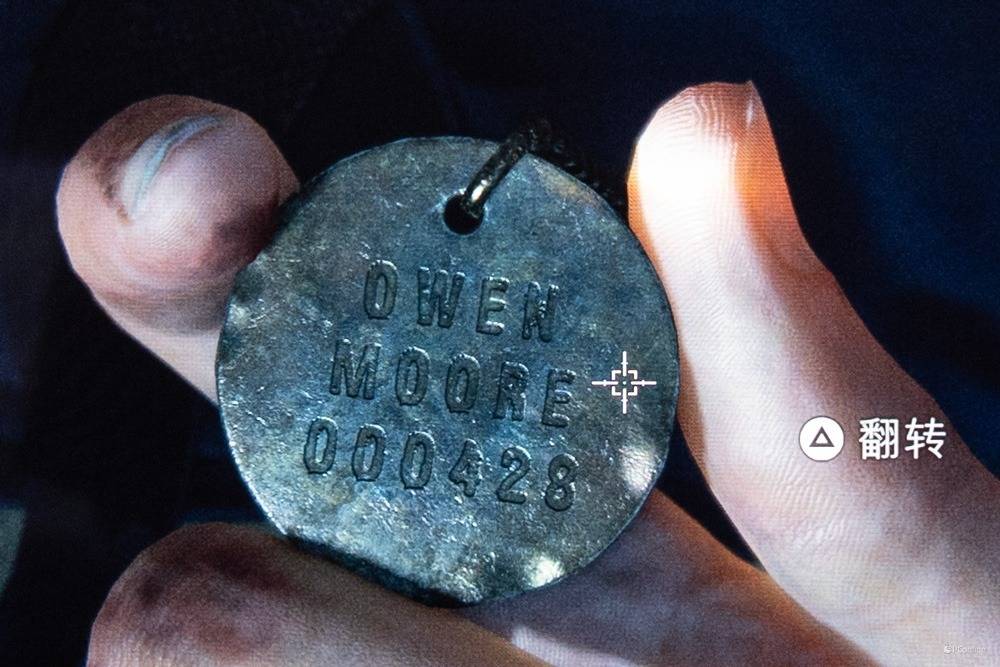 OWEN
MOORE
000428
翻转